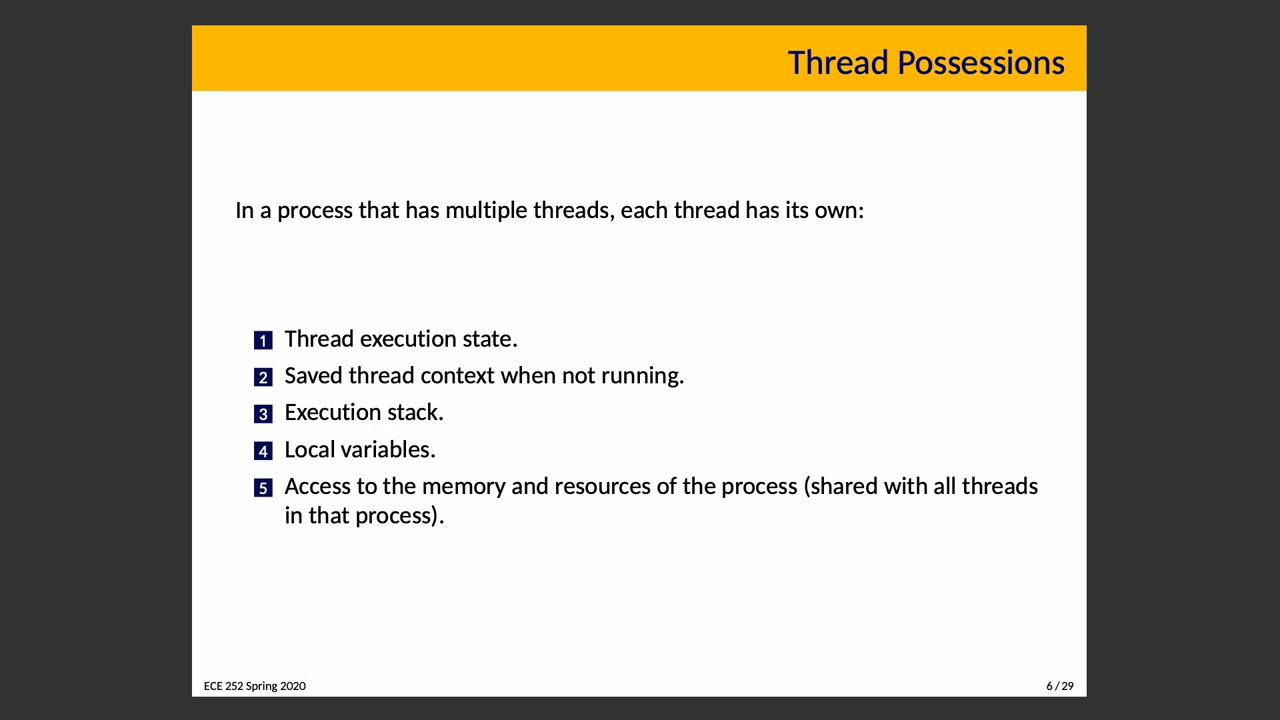 Thread Possessions
In a process that has multiple threads, each thread has its own:
1 Thread execution state.
2 Saved thread context when not running.
3 Execution stack.
4 Local variables.
5 Access to the memory and resources of the process (shared with all threads
in that process).
ECE 252 Spring 2020
6 / 29